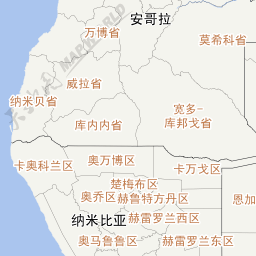 安哥拉
万博省
莫希科省
威拉省
纳米贝省
宽多-
库邦戈省
库内内省
卡奥科兰区
奥万博区
卡万戈区
楚梅布区
奥乔区
赫鲁特方丹区
恩加
纳米比亚
赫雷罗兰西区
奥马鲁鲁区
赫雷罗兰东区